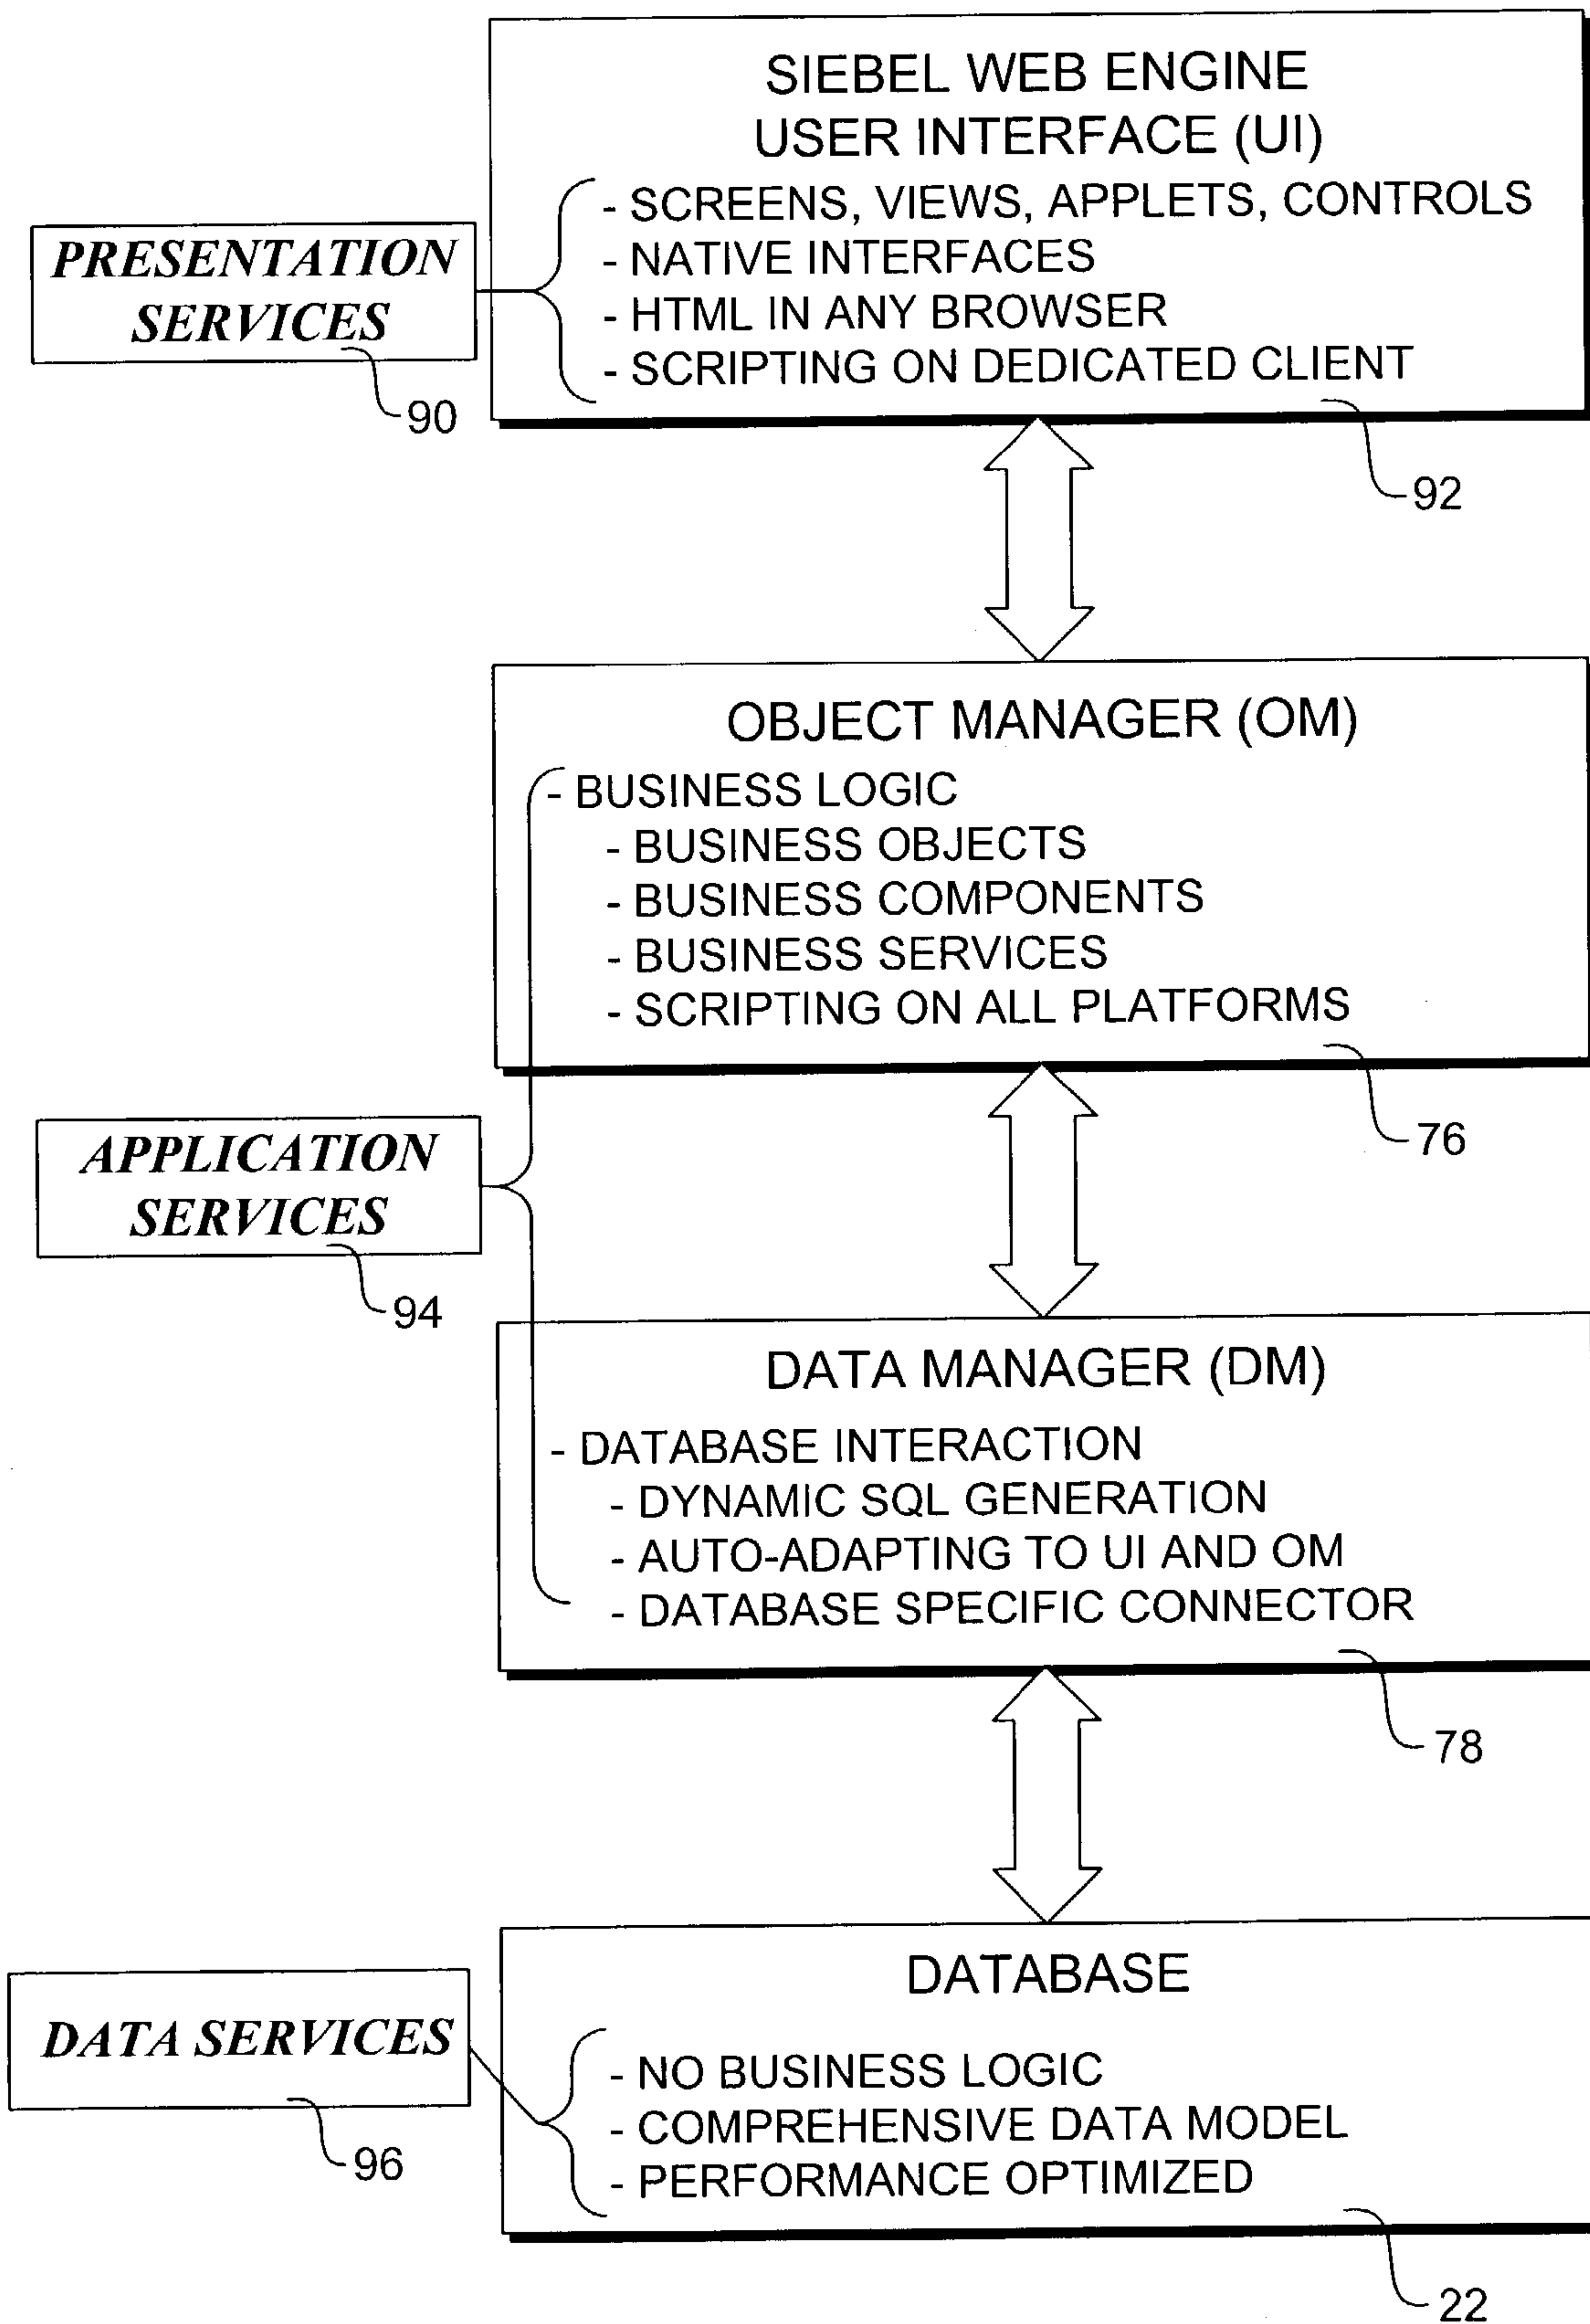 SIEBEL WEB ENGINE
USER INTERFACE (UI)
- SCREENS, VIEWS, APPLETS, CONTROLS
- NATIVE INTERFACES
- HTML IN ANY BROWSER
- SCRIPTING ON DEDICATED CLIENT
PRESENTATION
SERVICES
90
92
OBJECT MANAGER (OM)
- BUSINESS LOGIC
- BUSINESS OBJECTS
- BUSINESS COMPONENTS
- BUSINESS SERVICES
- SCRIPTING ON ALL PLATFORMS
76
APPLICATION
SERVICES
94
DATA MANAGER (DM)
- DATABASE INTERACTION
- DYNAMIC SQL GENERATION
- AUTO-ADAPTING TO UI AND OM
- DATABASE SPECIFIC CONNECTOR
78
DATABASE
- NO BUSINESS LOGIC
- COMPREHENSIVE DATA MODEL
- PERFORMANCE OPTIMIZED
DATA SERVICES
96
22